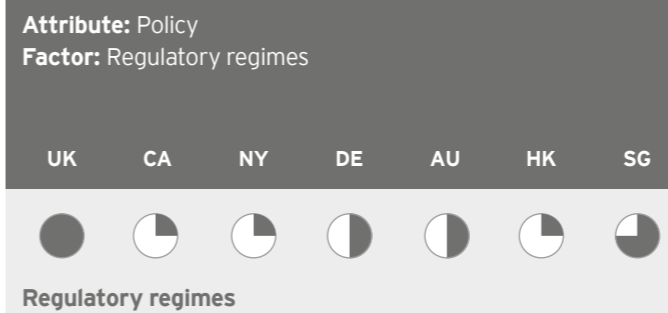 Attribute: Policy
Factor: Regulatory regimes
UK CA NY DE AU HK SG
Regulatory regimes